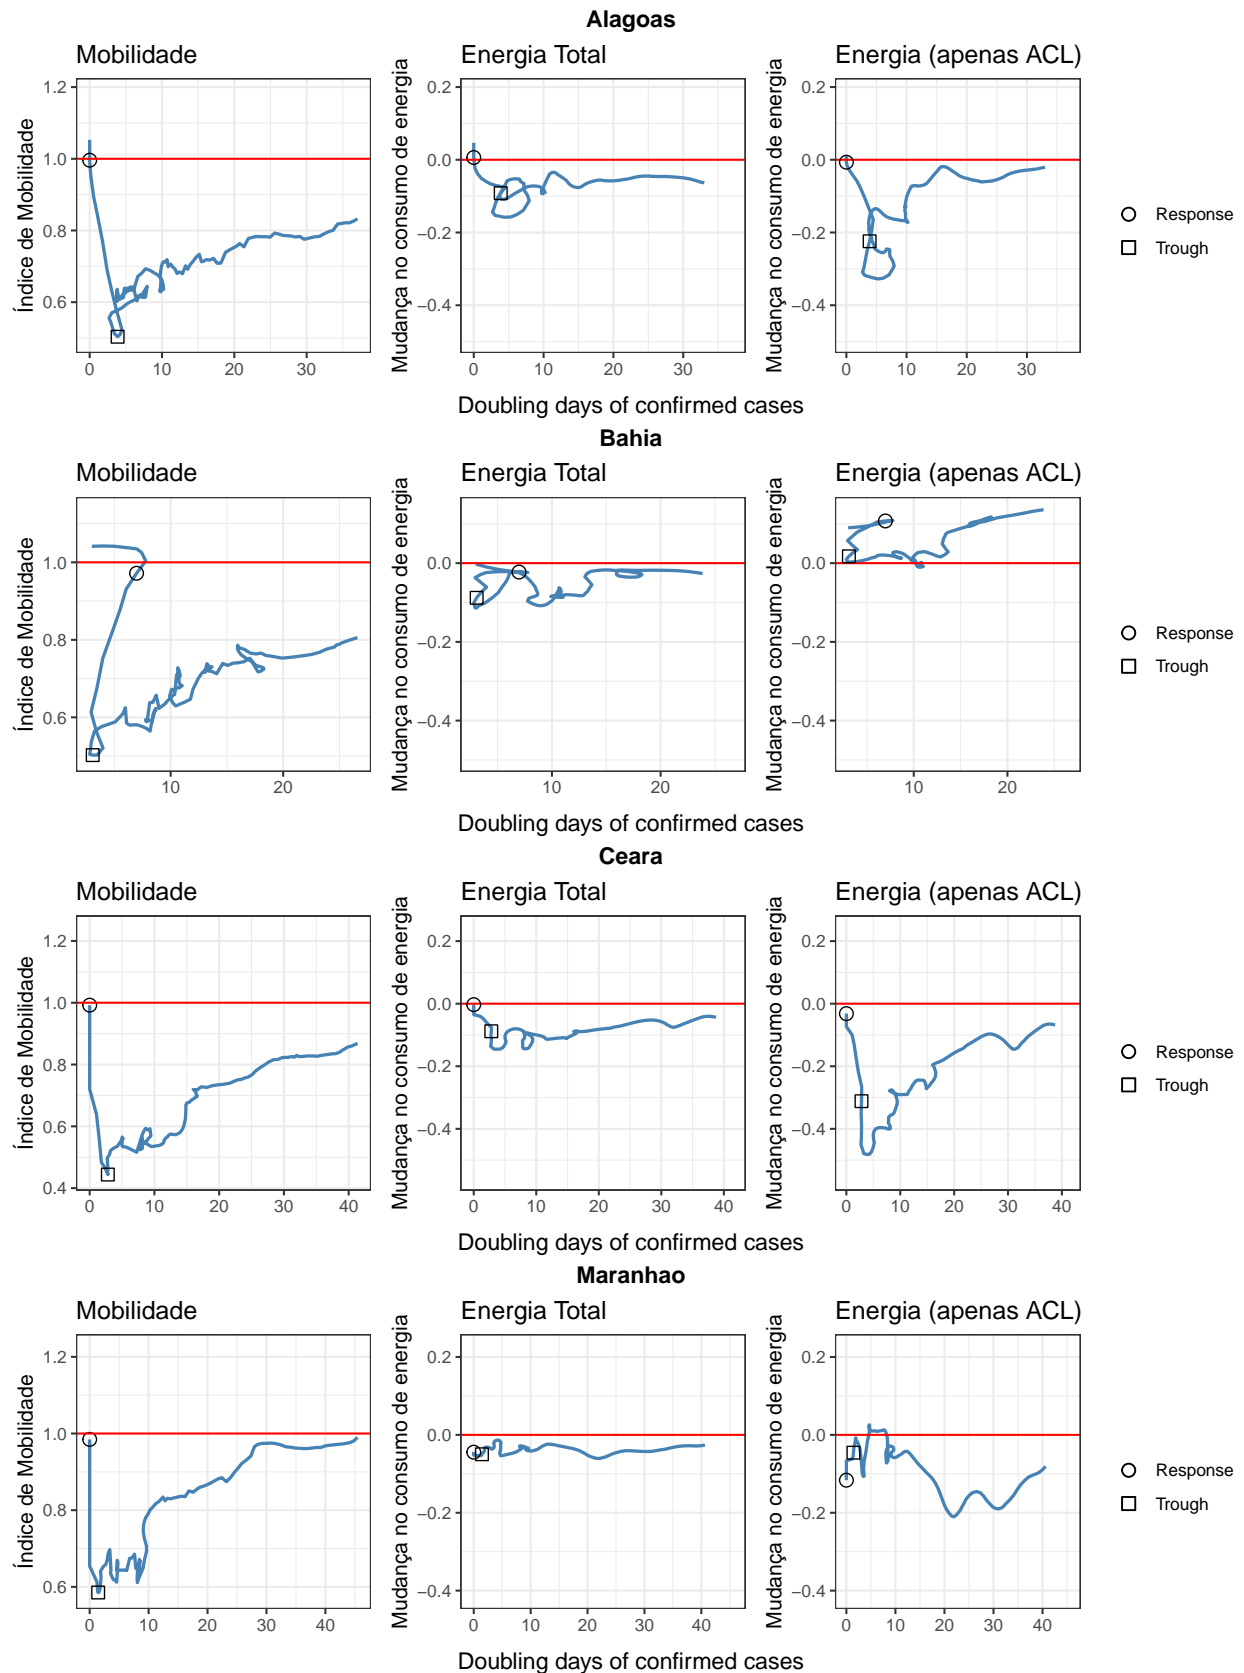 Alagoas
Mobilidade
Energia Total
Energia (apenas ACL)
Índice de Mobilidade
1.2
1.0
0.8
0.6
0 10 20 30
Mudança no consumo de energia
0.2
0.0
−0.2
−0.4
0 10 20 30
Mudança no consumo de energia
0.2
0.0
−0.2
−0.4
0 10 20 30
Response
Trough
Doubling days of confirmed cases
Bahia
Mobilidade
Energia Total
Energia (apenas ACL)
Índice de Mobilidade
1.0
0.8
0.6
10 20
Mudança no consumo de energia
0.0
−0.2
−0.4
10 20
Mudança no consumo de energia
0.0
−0.2
−0.4
10 20
Response
Trough
Doubling days of confirmed cases
Ceara
Mobilidade
Energia Total
Energia (apenas ACL)
Índice de Mobilidade
1.2
1.0
0.8
0.6
0.4
0 10 20 30 40
Mudança no consumo de energia
0.2
0.0
−0.2
−0.4
0 10 20 30 40
Mudança no consumo de energia
0.2
0.0
−0.2
−0.4
0 10 20 30 40
Response
Trough
Doubling days of confirmed cases
Maranhao
Mobilidade
Energia Total
Energia (apenas ACL)
Índice de Mobilidade
1.2
1.0
0.8
0.6
0 10 20 30 40
Mudança no consumo de energia
0.2
0.0
−0.2
−0.4
0 10 20 30 40
Mudança no consumo de energia
0.2
0.0
−0.2
−0.4
0 10 20 30 40
Response
Trough
Doubling days of confirmed cases